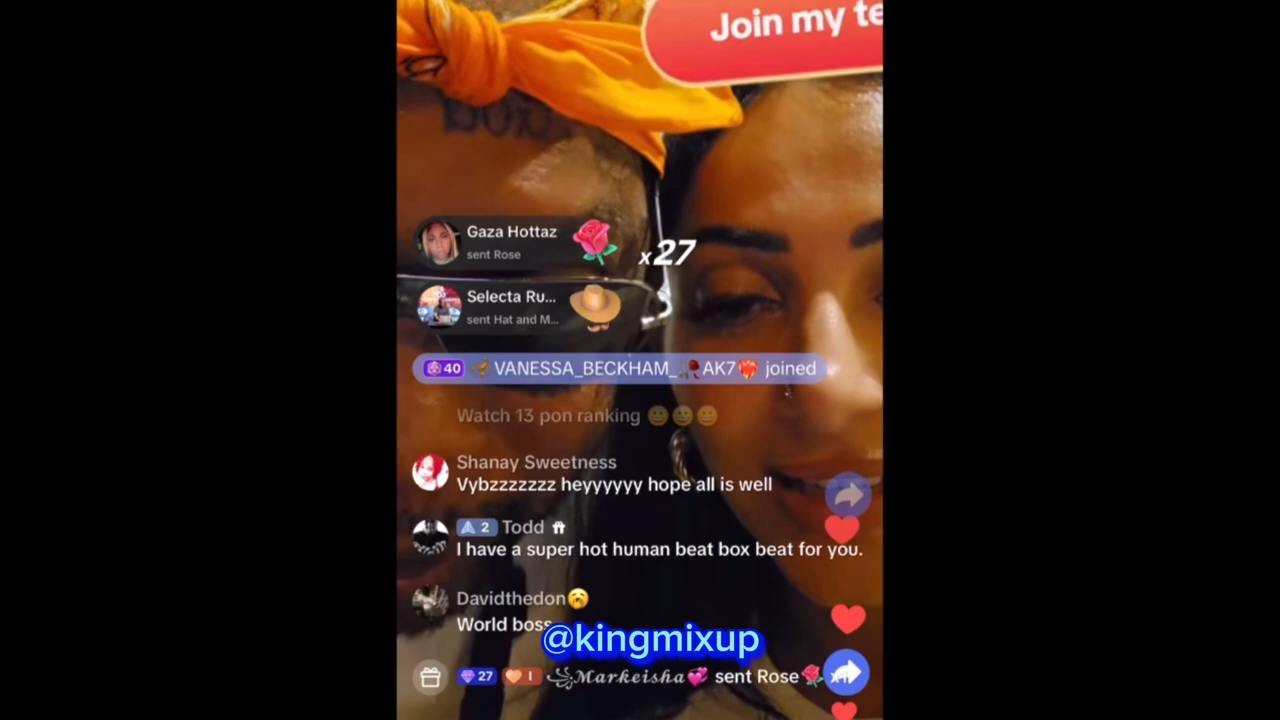 Join my te
Gaza Hottaz
sent Rose
x27
Selecta Ru...
sent Hat and M...
40 VANESSA_BECKHAM_🥀AK7❤️‍🔥 joined
Watch 13 pon ranking 😊😊😊
Shanay Sweetness
Vybzzzzzzz heyyyyyy hope all is well
2 Todd
I have a super hot human beat box beat for you.
Davidthedon🥱
World boss
@kingmixup
27 I ꧁𝓜𝓪𝓻𝓴𝓮𝓲𝓼𝓱𝓪💞 sent Rose🌹